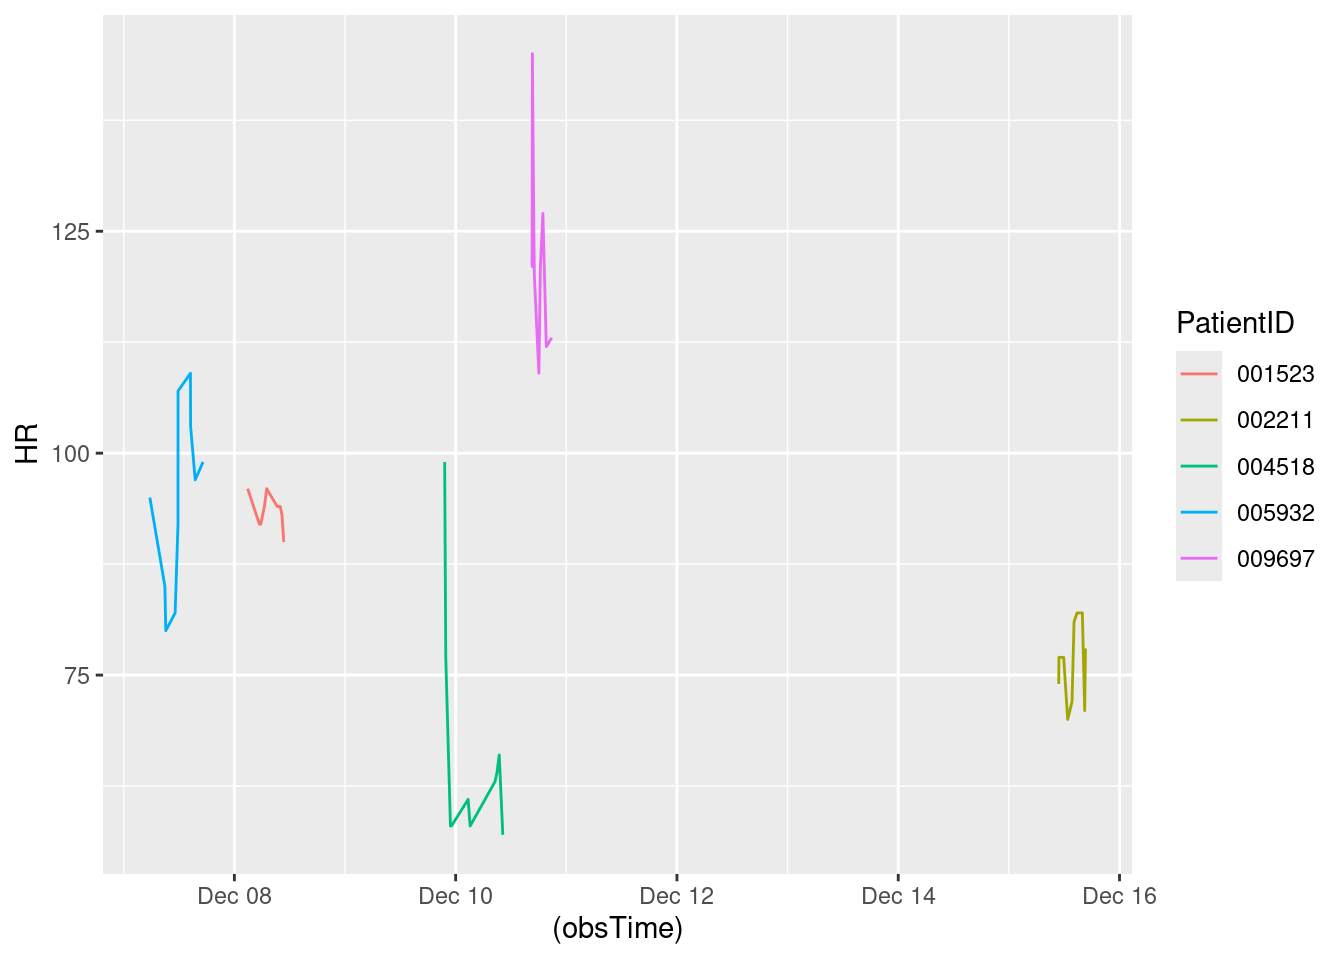 125
100
75
HR
Dec 08
Dec 10
Dec 12
Dec 14
Dec 16
(obsTime)
PatientID
001523
002211
004518
005932
009697